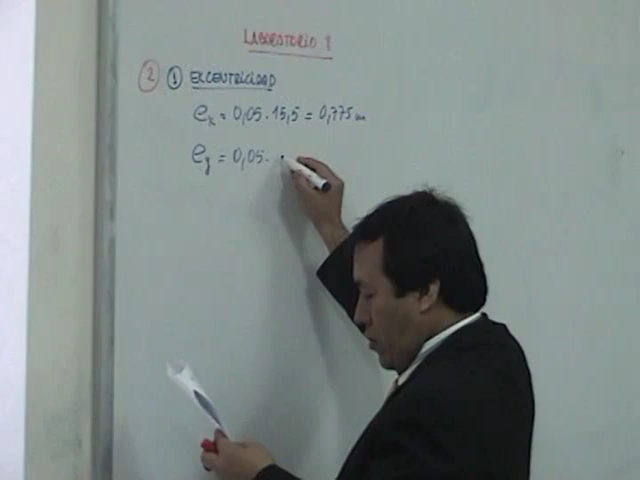 LABORATORIO 1
2 1 EXCENTRICIDAD
ex = 0,05 . 15,5 = 0,775 m
ey = 0,05 .